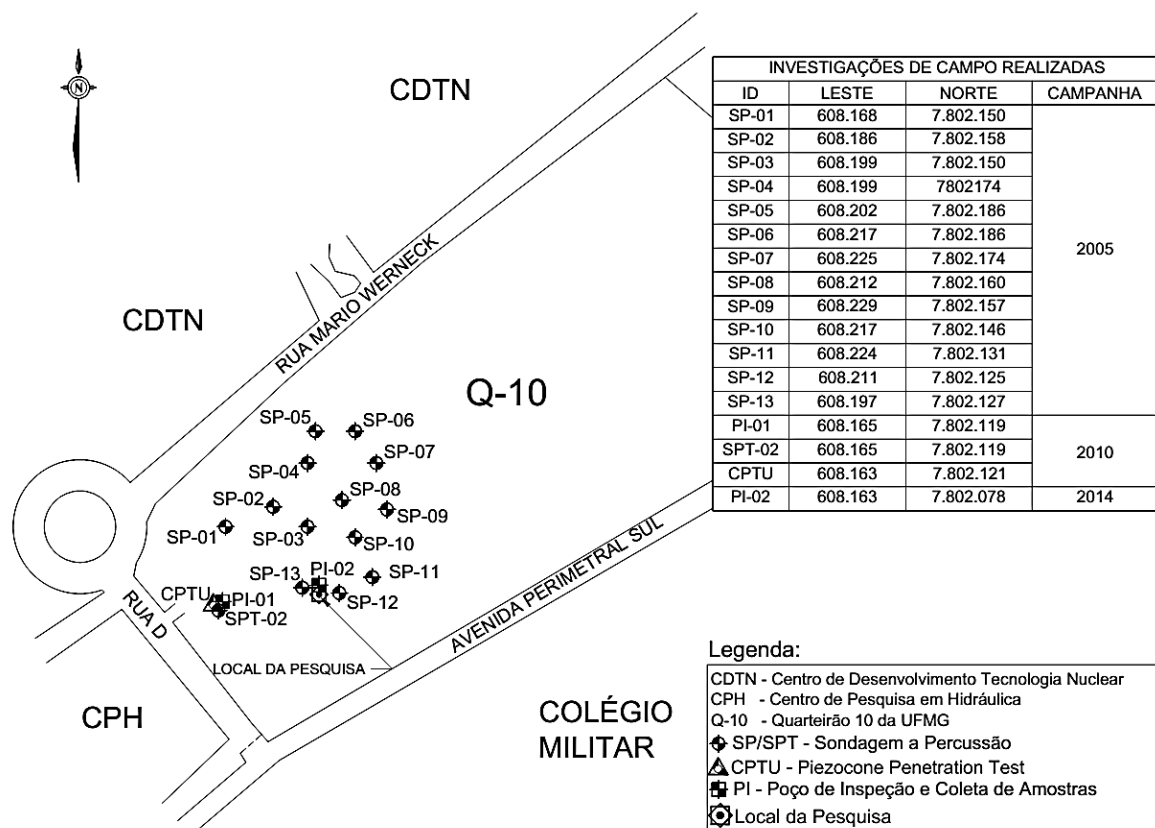 N
CDTN
CDTN
RUA MARIO WERNECK
Q-10
SP-05
SP-06
SP-04
SP-07
SP-02
SP-08
SP-09
SP-01
SP-03
SP-10
PI-02
SP-13
SP-11
SP-12
CPTU
PI-01
SPT-02
RUA D
LOCAL DA PESQUISA
AVENIDA PERIMETRAL SUL
CPH
COLÉGIO
MILITAR
INVESTIGAÇÕES DE CAMPO REALIZADAS
ID LESTE NORTE CAMPANHA
SP-01 608.168 7.802.150
SP-02 608.186 7.802.158
SP-03 608.199 7.802.150
SP-04 608.199 7802174
SP-05 608.202 7.802.186
SP-06 608.217 7.802.186
2005
SP-07 608.225 7.802.174
SP-08 608.212 7.802.160
SP-09 608.229 7.802.157
SP-10 608.217 7.802.146
SP-11 608.224 7.802.131
SP-12 608.211 7.802.125
SP-13 608.197 7.802.127
PI-01 608.165 7.802.119
SPT-02 608.165 7.802.119 2010
CPTU 608.163 7.802.121
PI-02 608.163 7.802.078 2014
Legenda:
CDTN - Centro de Desenvolvimento Tecnologia Nuclear
CPH - Centro de Pesquisa em Hidráulica
Q-10 - Quarteirão 10 da UFMG
SP/SPT - Sondagem a Percussão
CPTU - Piezocone Penetration Test
PI - Poço de Inspeção e Coleta de Amostras
Local da Pesquisa